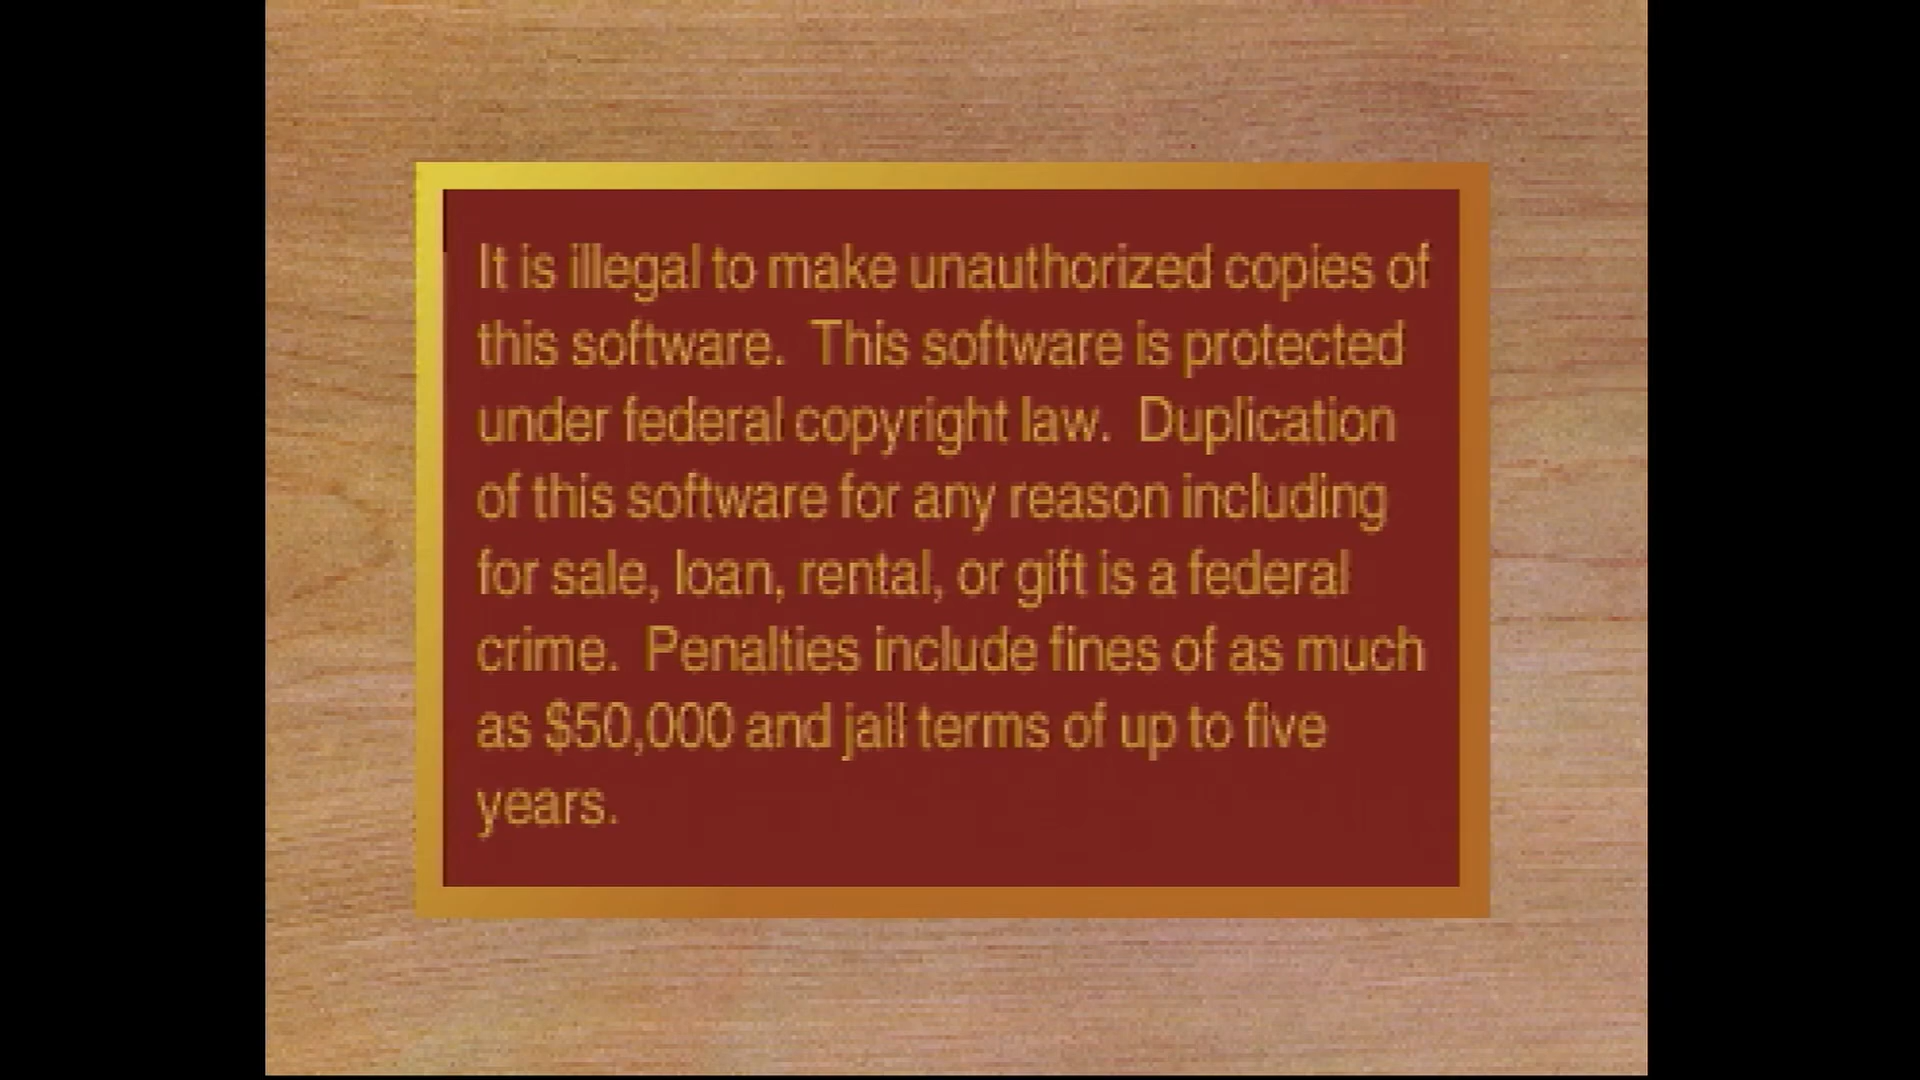 It is illegal to make unauthorized copies of
this software.  This software is protected
under federal copyright law.  Duplication
of this software for any reason including
for sale, loan, rental, or gift is a federal
crime.  Penalties include fines of as much
as $50,000 and jail terms of up to five
years.